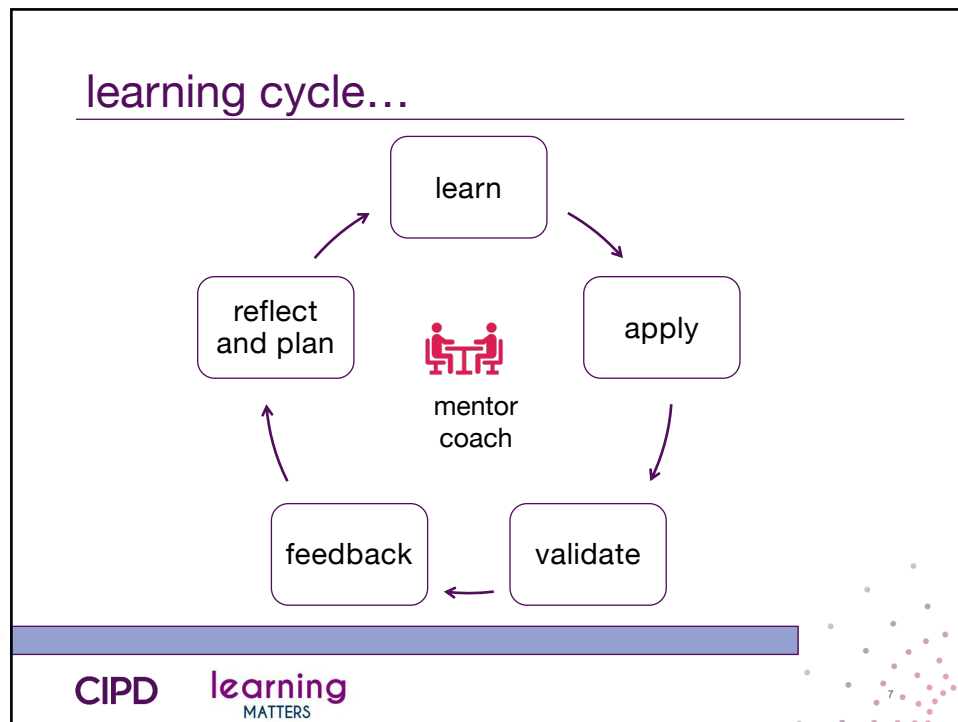 learning cycle...
learn
apply
validate
feedback
reflect
and plan
mentor
coach
CIPD
learning
MATTERS
7